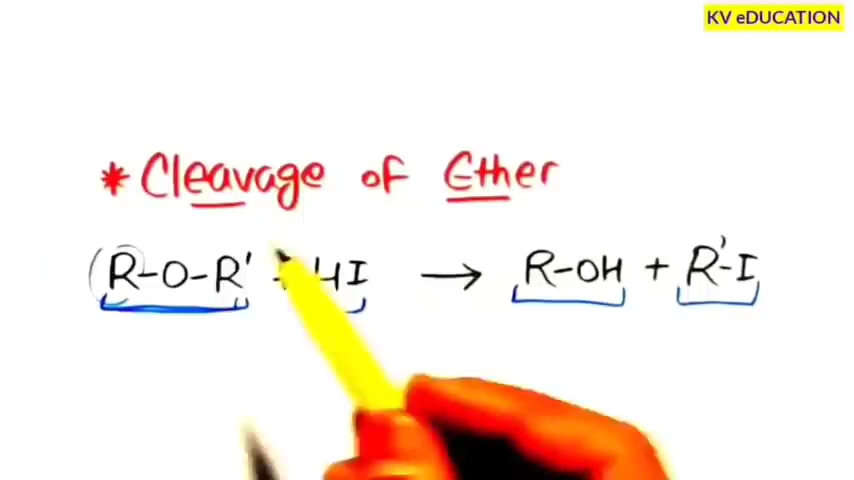 KV eDUCATION
* Cleavage of Ether
(R-O-R' + HI → R-OH + R'-I